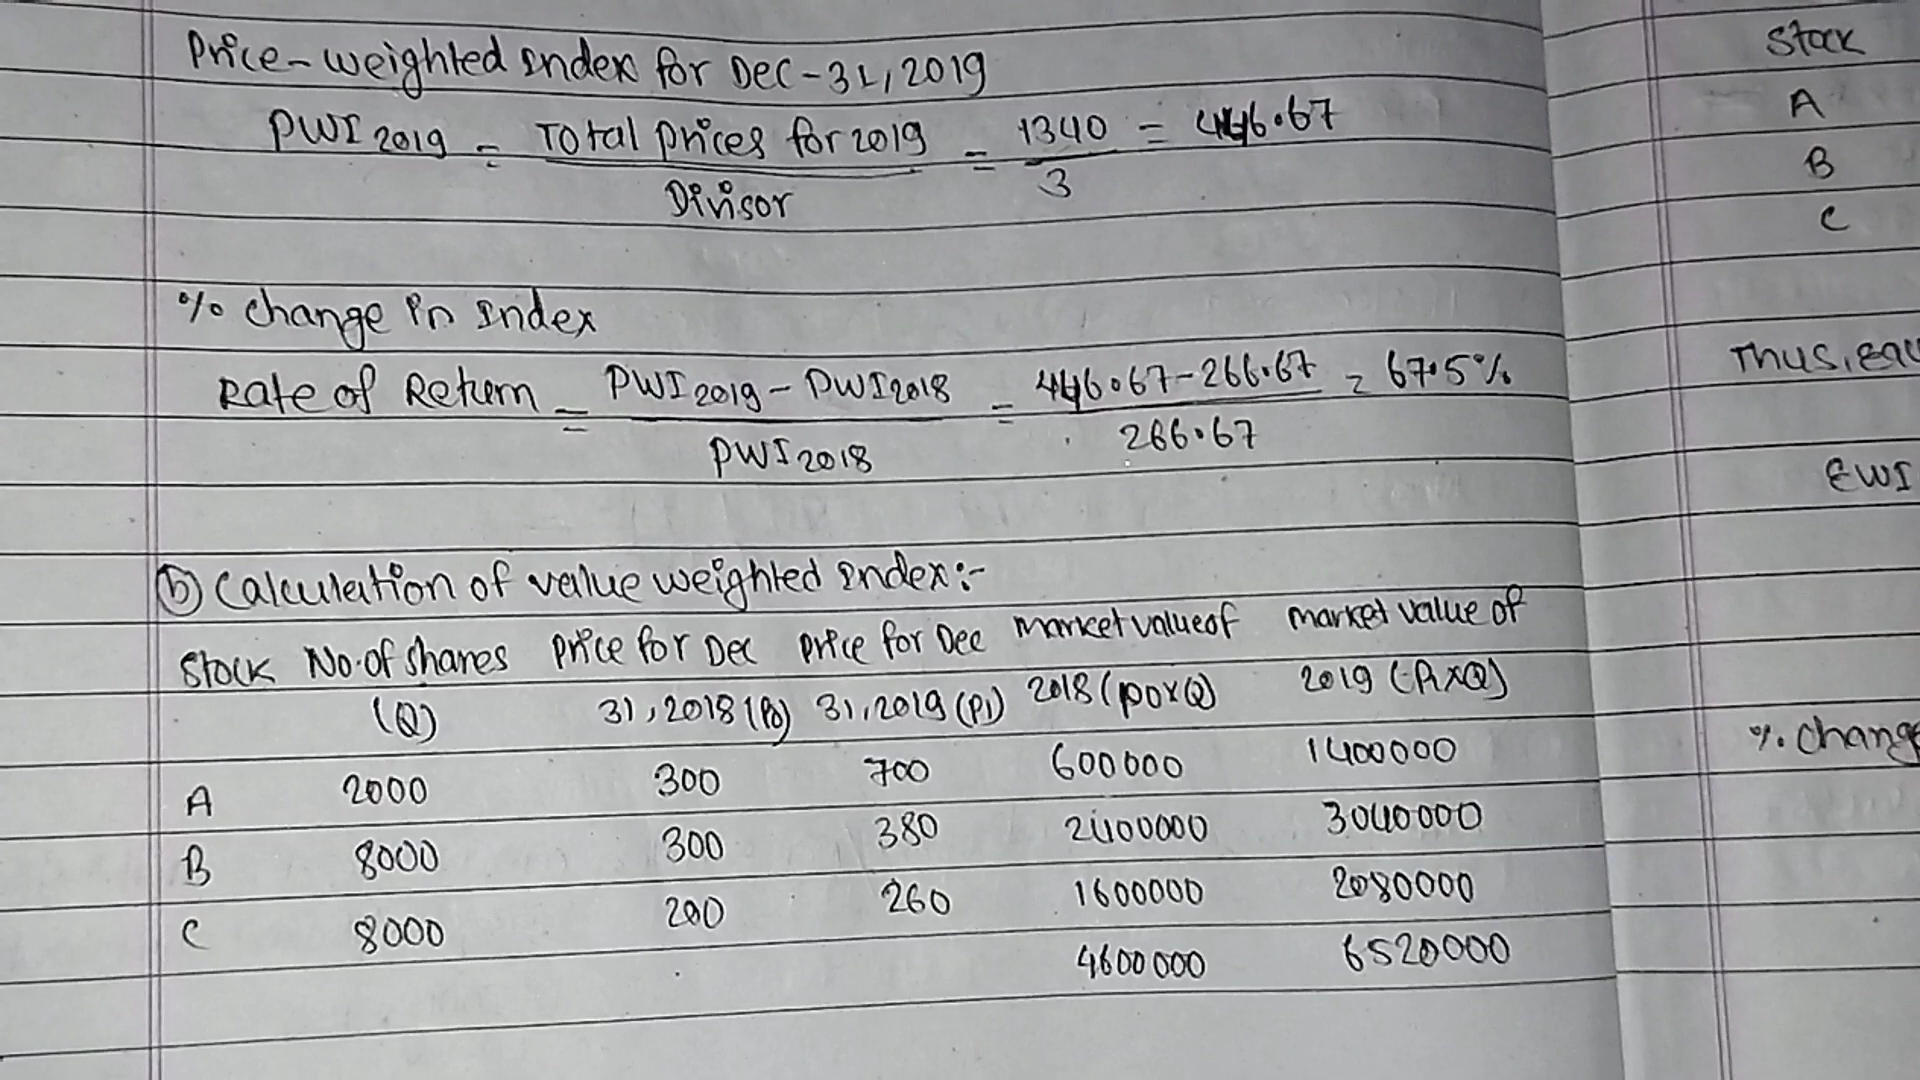 Price-weighted Index for Dec-31, 2019
PWI 2019 = Total prices for 2019 / Divisor = 1340 / 3 = 446.67
% change in Index
Rate of Return = PWI 2019 - PWI 2018 / PWI 2018 = 446.67-266.67 / 266.67 = 67.5%
b) Calculation of value weighted Index:-
Stock No. of shares Price for Dec Price for Dec market value of market value of
(Q) 31, 2018 (P0) 31, 2019 (P1) 2018 (P0xQ) 2019 (P1xQ)
A 2000 300 700 600000 1400000
B 8000 300 380 2400000 3040000
C 8000 200 260 1600000 2080000
4600000 6520000
Stock
A
B
C
Thus,
EWI
% change